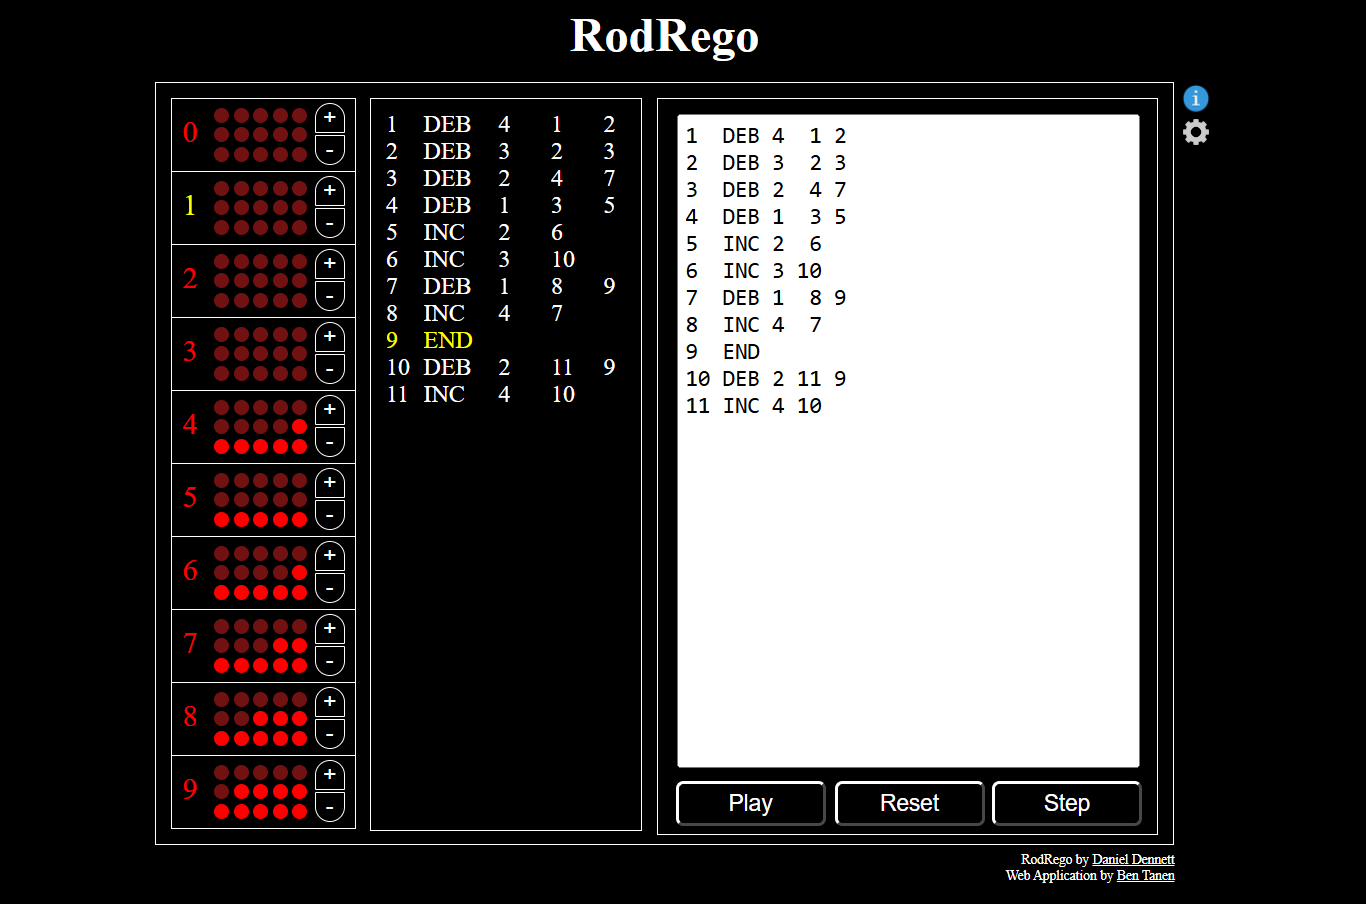 RodRego
0 + -
1 + -
2 + -
3 + -
4 + -
5 + -
6 + -
7 + -
8 + -
9 + -
1 DEB 4 1 2
2 DEB 3 2 3
3 DEB 2 4 7
4 DEB 1 3 5
5 INC 2 6
6 INC 3 10
7 DEB 1 8 9
8 INC 4 7
9 END
10 DEB 2 11 9
11 INC 4 10
1 DEB 4 1 2
2 DEB 3 2 3
3 DEB 2 4 7
4 DEB 1 3 5
5 INC 2 6
6 INC 3 10
7 DEB 1 8 9
8 INC 4 7
9 END
10 DEB 2 11 9
11 INC 4 10
Play Reset Step
i
RodRego by Daniel Dennett
Web Application by Ben Tanen